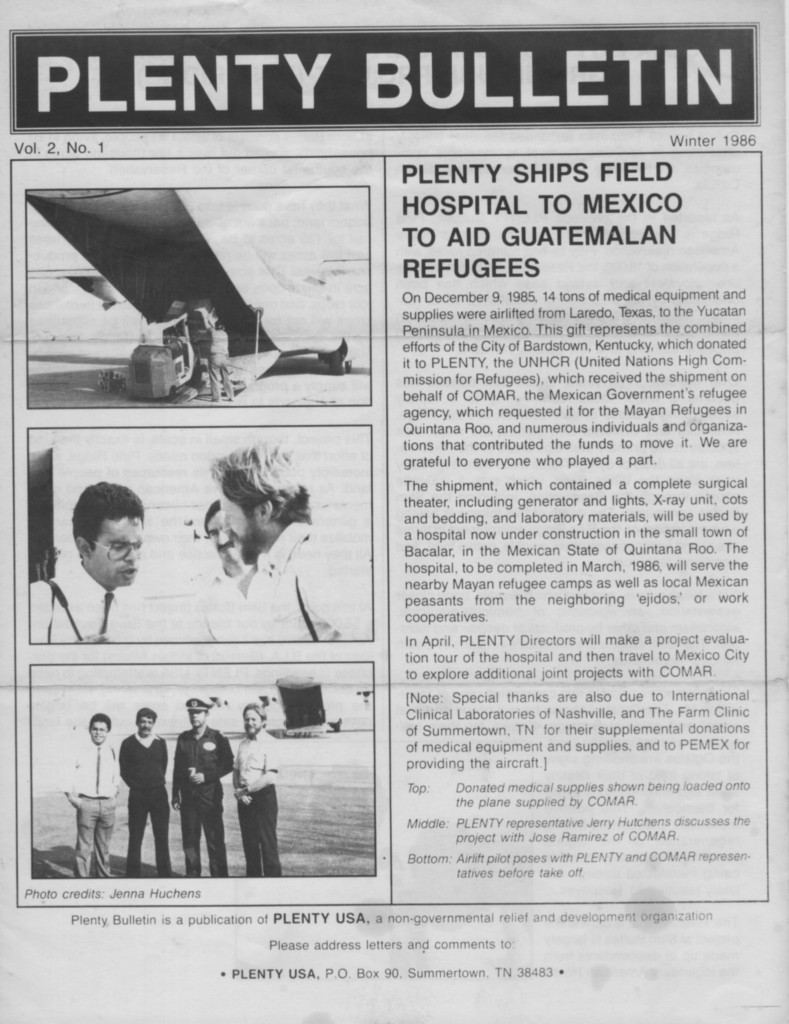 PLENTY BULLETIN
Vol. 2, No. 1
Winter 1986
PLENTY SHIPS FIELD
HOSPITAL TO MEXICO
TO AID GUATEMALAN
REFUGEES
On December 9, 1985, 14 tons of medical equipment and
supplies were airlifted from Laredo, Texas, to the Yucatan
Peninsula in Mexico. This gift represents the combined
efforts of the City of Bardstown, Kentucky, which donated
it to PLENTY, the UNHCR (United Nations High Com-
mission for Refugees), which received the shipment on
behalf of COMAR, the Mexican Government's refugee
agency, which requested it for the Mayan Refugees in
Quintana Roo, and numerous individuals and organiza-
tions that contributed the funds to move it. We are
grateful to everyone who played a part.
The shipment, which contained a complete surgical
theater, including generator and lights, X-ray unit, cots
and bedding, and laboratory materials, will be used by
a hospital now under construction in the small town of
Bacalar, in the Mexican State of Quintana Roo. The
hospital, to be completed in March, 1986, will serve the
nearby Mayan refugee camps as well as local Mexican
peasants from the neighboring 'ejidos,' or work
cooperatives.
In April, PLENTY Directors will make a project evalua-
tion tour of the hospital and then travel to Mexico City
to explore additional joint projects with COMAR.
[Note: Special thanks are also due to International
Clinical Laboratories of Nashville, and The Farm Clinic
of Summertown, TN for their supplemental donations
of medical equipment and supplies, and to PEMEX for
providing the aircraft.]
Top: Donated medical supplies shown being loaded onto
the plane supplied by COMAR.
Middle: PLENTY representative Jerry Hutchens discusses the
project with Jose Ramirez of COMAR.
Bottom: Airlift pilot poses with PLENTY and COMAR represen-
tatives before take off.
Photo credits: Jenna Huchens
Plenty Bulletin is a publication of PLENTY USA, a non-governmental relief and development organization
Please address letters and comments to:
• PLENTY USA, P.O. Box 90, Summertown, TN 38483 •